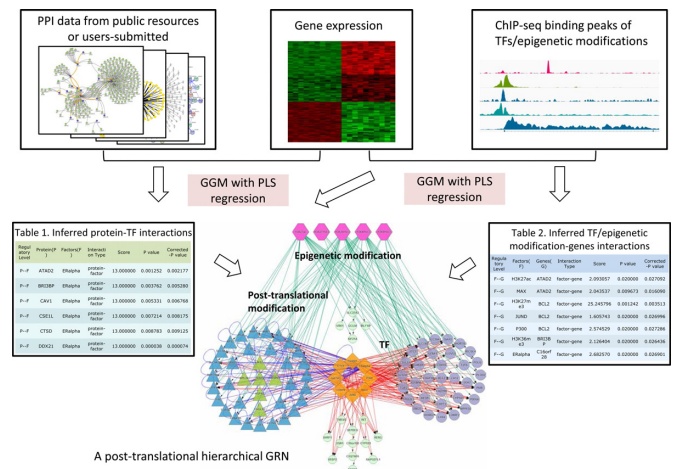 PPI data from public resources
or users-submitted
Gene expression
ChIP-seq binding peaks of
TFs/epigenetic modifications
GGM with PLS
regression
GGM with PLS
regression
Table 1. Inferred protein-TF interactions
Regul
atory
Level
Protein(P
)
Factors(F
)
Interacti
on Type
Score
P value
Corrected
-P value
P—F ATAD2 ERalpha protein-factor 13.000000 0.001252 0.002177
P—F BRI3BP ERalpha protein-factor 13.000000 0.003762 0.005280
P—F CAV1 ERalpha protein-factor 13.000000 0.005331 0.006768
P—F CSE1L ERalpha protein-factor 13.000000 0.007214 0.008175
P—F CTSD ERalpha protein-factor 13.000000 0.008783 0.009125
P—F DDX21 ERalpha protein-factor 13.000000 0.000038 0.000074
Table 2. Inferred TF/epigenetic
modification-genes interactions
Regula
tory
Level
Factors(
F)
Genes(
G)
Interaction
Type
Score
P value
Corrected
-P value
F—G H3K27ac ATAD2 factor-gene 2.093057 0.020000 0.027092
F—G MAX ATAD2 factor-gene 2.043537 0.009673 0.016090
F—G H3K27me3 BCL2 factor-gene 25.245796 0.001242 0.003513
F—G JUND BCL2 factor-gene 1.605743 0.020000 0.026996
F—G P300 BCL2 factor-gene 2.574529 0.020000 0.027286
F—G H3K36me3 BRI3BP factor-gene 2.126404 0.020000 0.026436
F—G ERalpha C16orf28 factor-gene 2.682570 0.020000 0.026901
Epigenetic modification
Post-translational
modification
TF
A post-translational hierarchical GRN